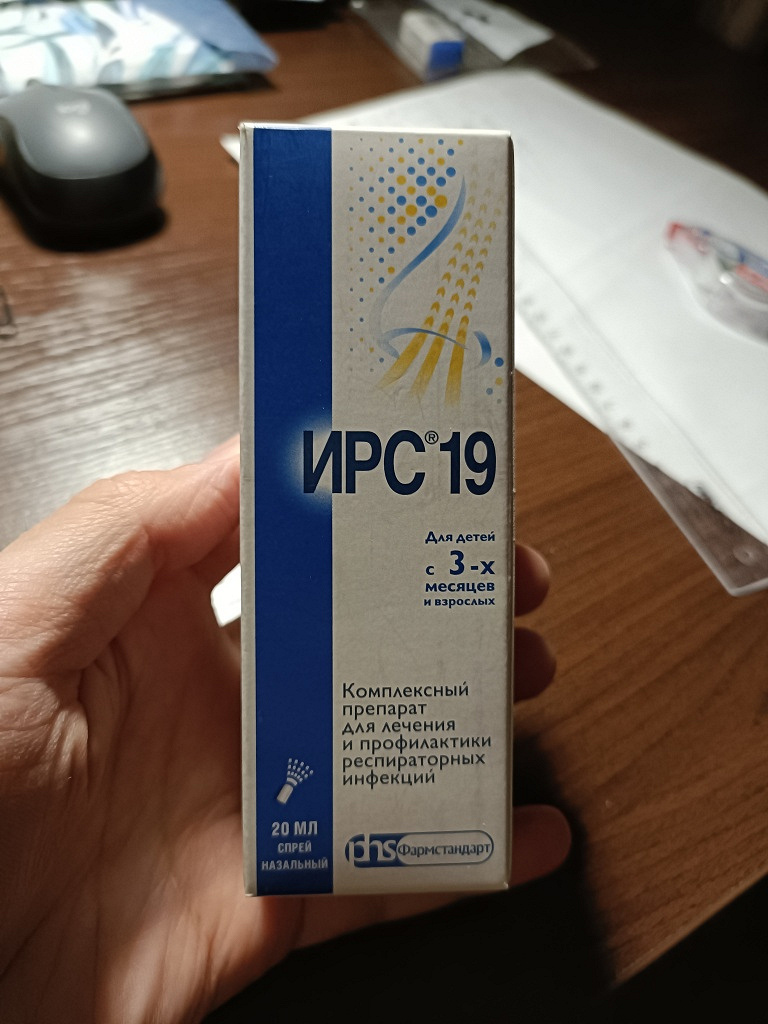 ИРС®19
Для детей
с 3-х
месяцев
и взрослых
Комплексный
препарат
для лечения
и профилактики
респираторных
инфекций
20 МЛ
СПРЕЙ
НАЗАЛЬНЫЙ
phs Фармстандарт